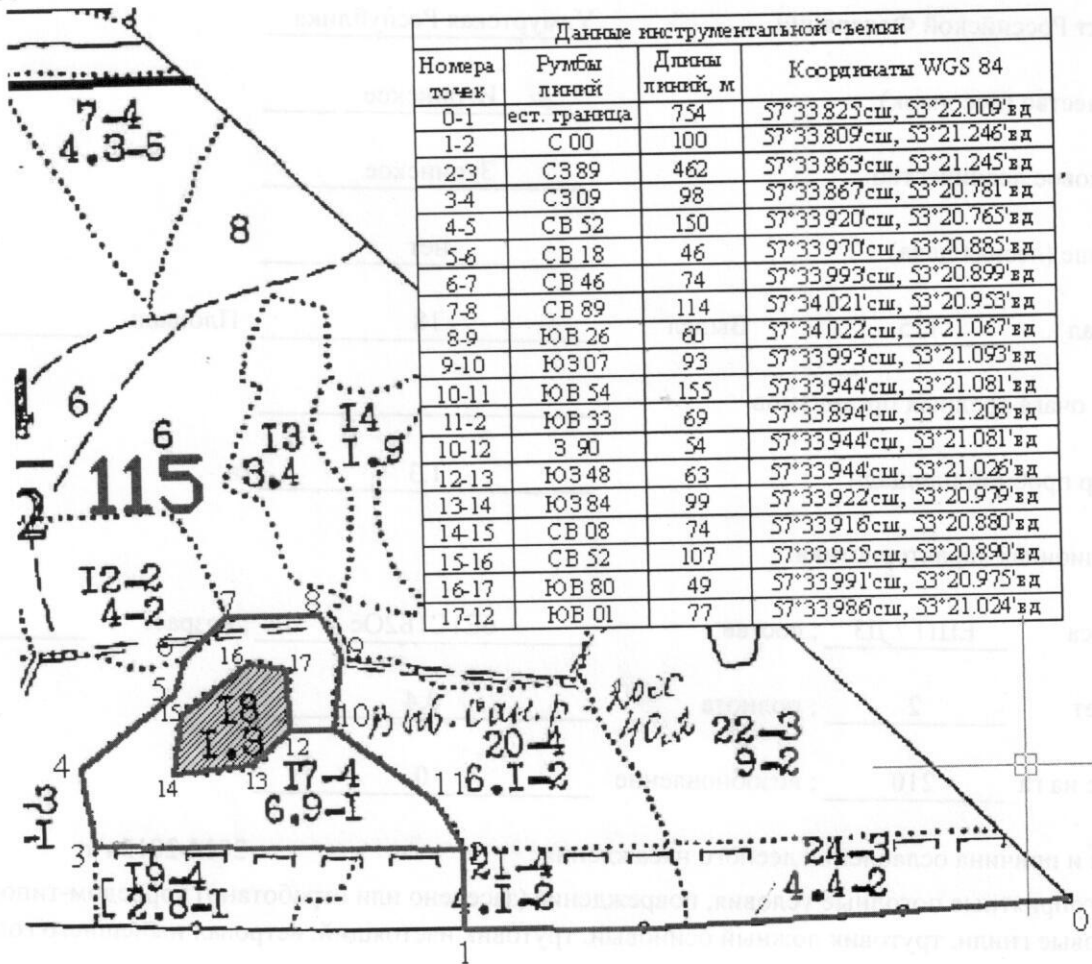 Данные инструментальной съемки
Номера точек Румбы линий Длины линий, м Координаты WGS 84
0-1 ест. граница 754 57°33.825'сш, 53°22.009'вд
1-2 С 00 100 57°33.809'сш, 53°21.246'вд
2-3 СЗ 89 462 57°33.863'сш, 53°21.245'вд
3-4 СЗ 09 98 57°33.867'сш, 53°20.781'вд
4-5 СВ 52 150 57°33.920'сш, 53°20.765'вд
5-6 СВ 18 46 57°33.970'сш, 53°20.885'вд
6-7 СВ 46 74 57°33.993'сш, 53°20.899'вд
7-8 СВ 89 114 57°34.021'сш, 53°20.953'вд
8-9 ЮВ 26 60 57°34.022'сш, 53°21.067'вд
9-10 ЮЗ 07 93 57°33.993'сш, 53°21.093'вд
10-11 ЮВ 54 155 57°33.944'сш, 53°21.081'вд
11-2 ЮВ 33 69 57°33.894'сш, 53°21.208'вд
10-12 З 90 54 57°33.944'сш, 53°21.081'вд
12-13 ЮЗ 48 63 57°33.944'сш, 53°21.026'вд
13-14 ЮЗ 84 99 57°33.922'сш, 53°20.979'вд
14-15 СВ 08 74 57°33.916'сш, 53°20.880'вд
15-16 СВ 52 107 57°33.955'сш, 53°20.890'вд
16-17 ЮВ 80 49 57°33.991'сш, 53°20.975'вд
17-12 ЮВ 01 77 57°33.986'сш, 53°21.024'вд
7-4
4.3-5
8
6
6
115
1
2
13
3.4
14
1.9
12-2
4-2
7
8
6
16
17
9
5
15
18
1.3
10
12
13
14
4
17-4
6.9-1
11
20-4
6.1-2
22-3
9-2
-3
-1
3
2
19-4
12.8-1
21-4
1.1-2
24-3
4.4-2
0
1